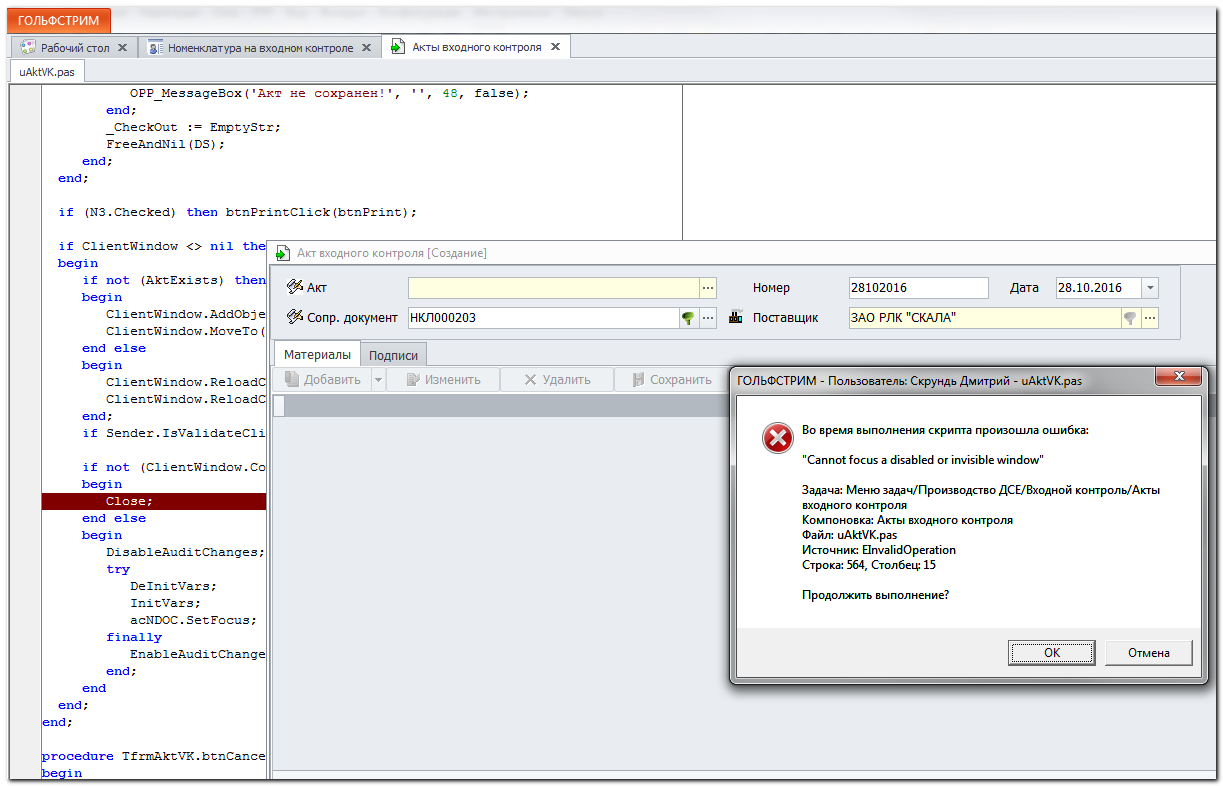 ГОЛЬФСТРИМ
Рабочий стол
Номенклатура на входном контроле
Акты входного контроля
uAktVK.pas
OPP_MessageBox('Акт не сохранен!', '', 48, false);
end;
_CheckOut := EmptyStr;
FreeAndNil(DS);
end;
end;
if (N3.Checked) then btnPrintClick(btnPrint);
if ClientWindow <> nil the
begin
if not (AktExists) then
begin
ClientWindow.AddObje
ClientWindow.MoveTo(
end else
begin
ClientWindow.ReloadC
ClientWindow.ReloadC
end;
if Sender.IsValidateCli
if not (ClientWindow.Co
begin
Close;
end else
begin
DisableAuditChanges;
try
DeInitVars;
InitVars;
acNDOC.SetFocus;
finally
EnableAuditChange
end;
end
end;
end;
procedure TfrmAktVK.btnCance
begin
Акт входного контроля [Создание]
Акт
...
Номер
28102016
Дата
28.10.2016
Сопр. документ
НКЛ000203
...
Поставщик
ЗАО РЛК "СКАЛА"
...
Материалы
Подписи
Добавить
Изменить
Удалить
Сохранить
ГОЛЬФСТРИМ - Пользователь: Скрундь Дмитрий - uAktVK.pas
Во время выполнения скрипта произошла ошибка:
"Cannot focus a disabled or invisible window"
Задача: Меню задач/Производство ДСЕ/Входной контроль/Акты
входного контроля
Компоновка: Акты входного контроля
Файл: uAktVK.pas
Источник: EInvalidOperation
Строка: 564, Столбец: 15
Продолжить выполнение?
ОК
Отмена